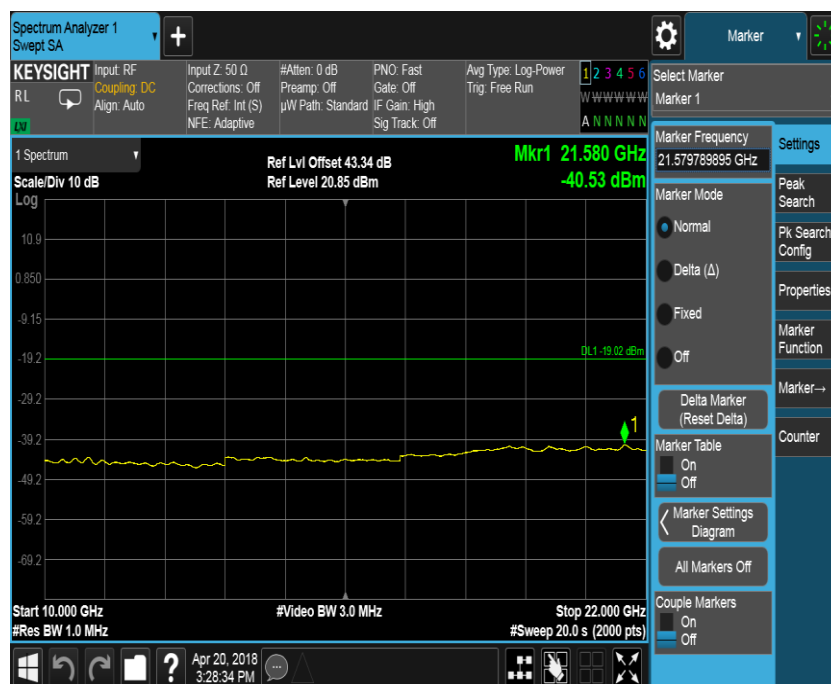 Spectrum Analyzer 1
Swept SA
+
Marker
KEYSIGHT
RL
LXI
Input: RF
Coupling: DC
Align: Auto
Input Z: 50 Ω
Corrections: Off
Freq Ref: Int (S)
NFE: Adaptive
#Atten: 0 dB
Preamp: Off
µW Path: Standard
PNO: Fast
Gate: Off
IF Gain: High
Sig Track: Off
Avg Type: Log-Power
Trig: Free Run
1 2 3 4 5 6
W W W W W W
A N N N N N
Select Marker
Marker 1
1 Spectrum
Scale/Div 10 dB
Log
Ref Lvl Offset 43.34 dB
Ref Level 20.85 dBm
Mkr1 21.580 GHz
-40.53 dBm
10.9
0.850
-9.15
-19.2
-29.2
-39.2
-49.2
-59.2
-69.2
DL1 -19.02 dBm
1
Start 10.000 GHz
#Res BW 1.0 MHz
#Video BW 3.0 MHz
Stop 22.000 GHz
#Sweep 20.0 s (2000 pts)
Marker Frequency
21.579789895 GHz
Marker Mode
Normal
Delta (Δ)
Fixed
Off
Delta Marker
(Reset Delta)
Marker Table
On
Off
Marker Settings
Diagram
All Markers Off
Couple Markers
On
Off
Settings
Peak
Search
Pk Search
Config
Properties
Marker
Function
Marker→
Counter
?
Apr 20, 2018
3:28:34 PM